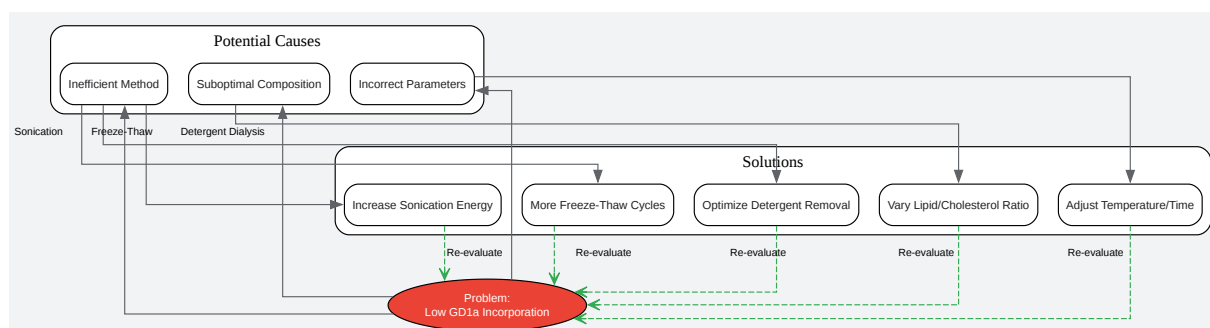 Potential Causes
Inefficient Method
Suboptimal Composition
Incorrect Parameters
Sonication
Freeze-Thaw
Detergent Dialysis
Solutions
Increase Sonication Energy
More Freeze-Thaw Cycles
Optimize Detergent Removal
Vary Lipid/Cholesterol Ratio
Adjust Temperature/Time
Re-evaluate
Re-evaluate
Re-evaluate
Re-evaluate
Re-evaluate
Problem:
Low GD1a Incorporation